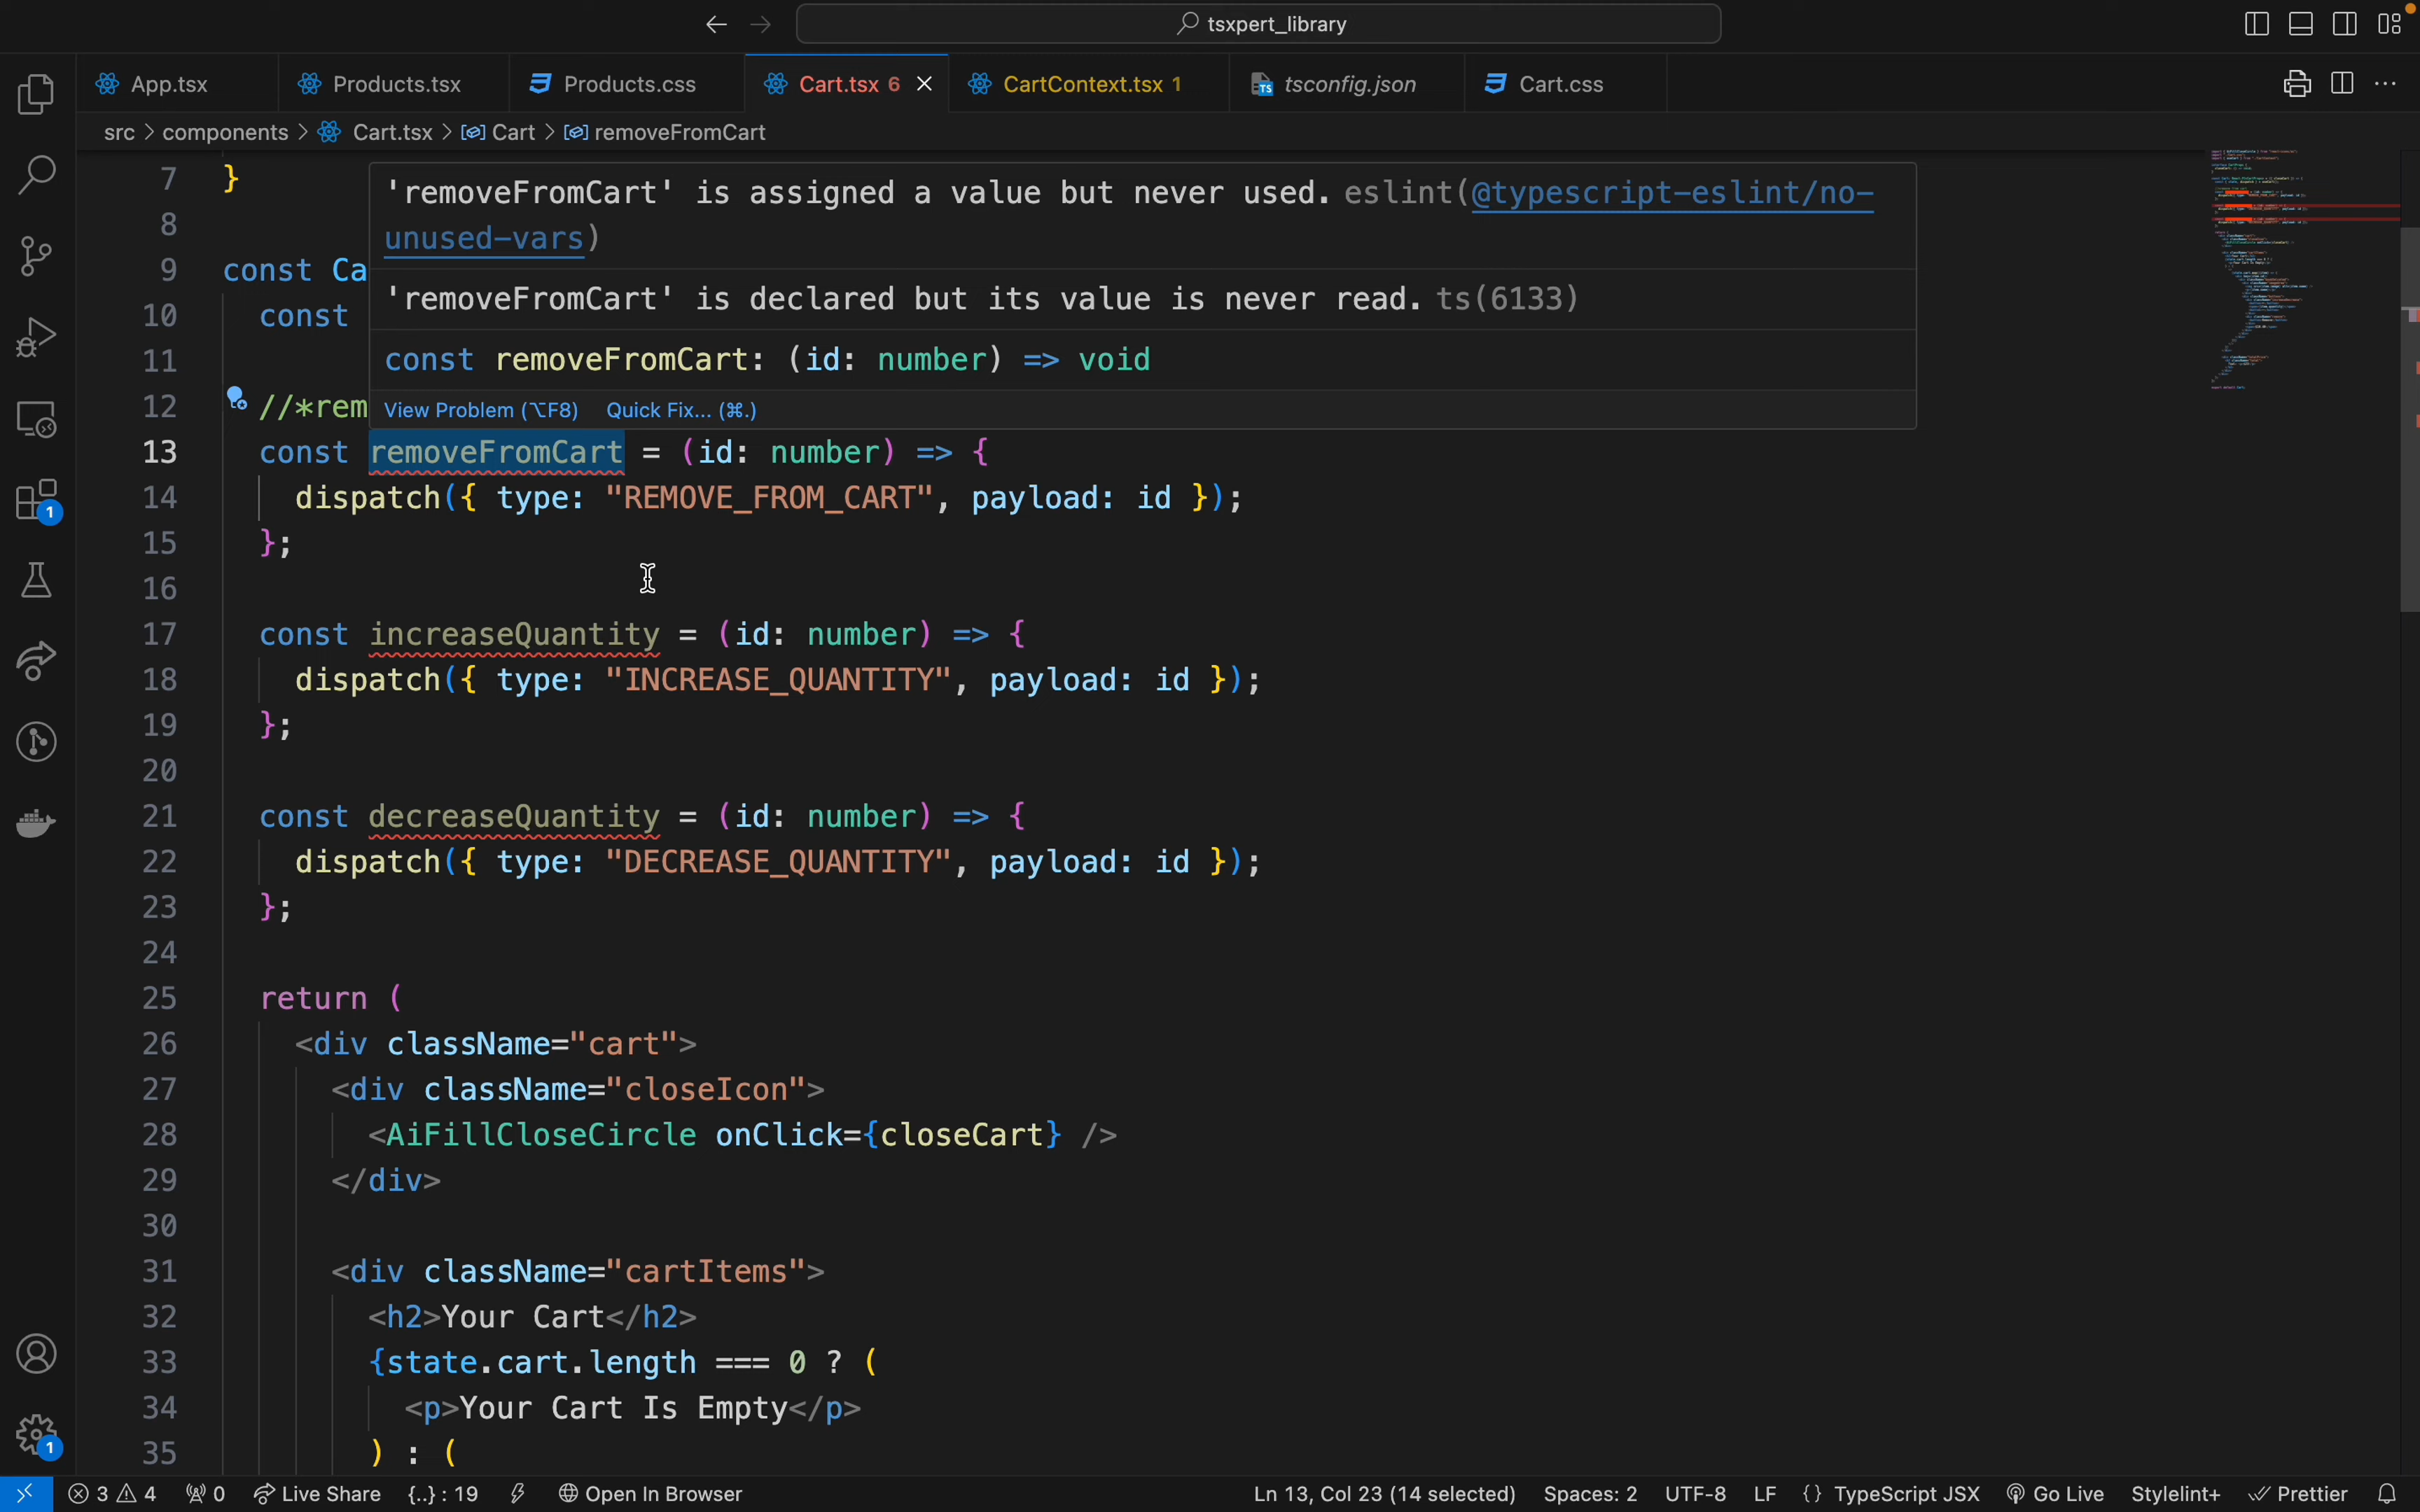 tsxpert_library
App.tsx
Products.tsx
Products.css
Cart.tsx 6
CartContext.tsx 1
tsconfig.json
Cart.css
src > components > Cart.tsx > Cart > removeFromCart
7 }
'removeFromCart' is assigned a value but never used. eslint(@typescript-eslint/no-
unused-vars)
8
9 const Ca
'removeFromCart' is declared but its value is never read. ts(6133)
10 const
11
const removeFromCart: (id: number) => void
12 //*rem
View Problem (⌥F8) Quick Fix... (⌘.)
13 const removeFromCart = (id: number) => {
14 dispatch({ type: "REMOVE_FROM_CART", payload: id });
15 };
16
17 const increaseQuantity = (id: number) => {
18 dispatch({ type: "INCREASE_QUANTITY", payload: id });
19 };
20
21 const decreaseQuantity = (id: number) => {
22 dispatch({ type: "DECREASE_QUANTITY", payload: id });
23 };
24
25 return (
26 <div className="cart">
27 <div className="closeIcon">
28 <AiFillCloseCircle onClick={closeCart} />
29 </div>
30
31 <div className="cartItems">
32 <h2>Your Cart</h2>
33 {state.cart.length === 0 ? (
34 <p>Your Cart Is Empty</p>
35 ) : (
1
1
3 4 0 Live Share {..} : 19 Open In Browser
Ln 13, Col 23 (14 selected) Spaces: 2 UTF-8 LF {} TypeScript JSX Go Live Stylelint+ Prettier